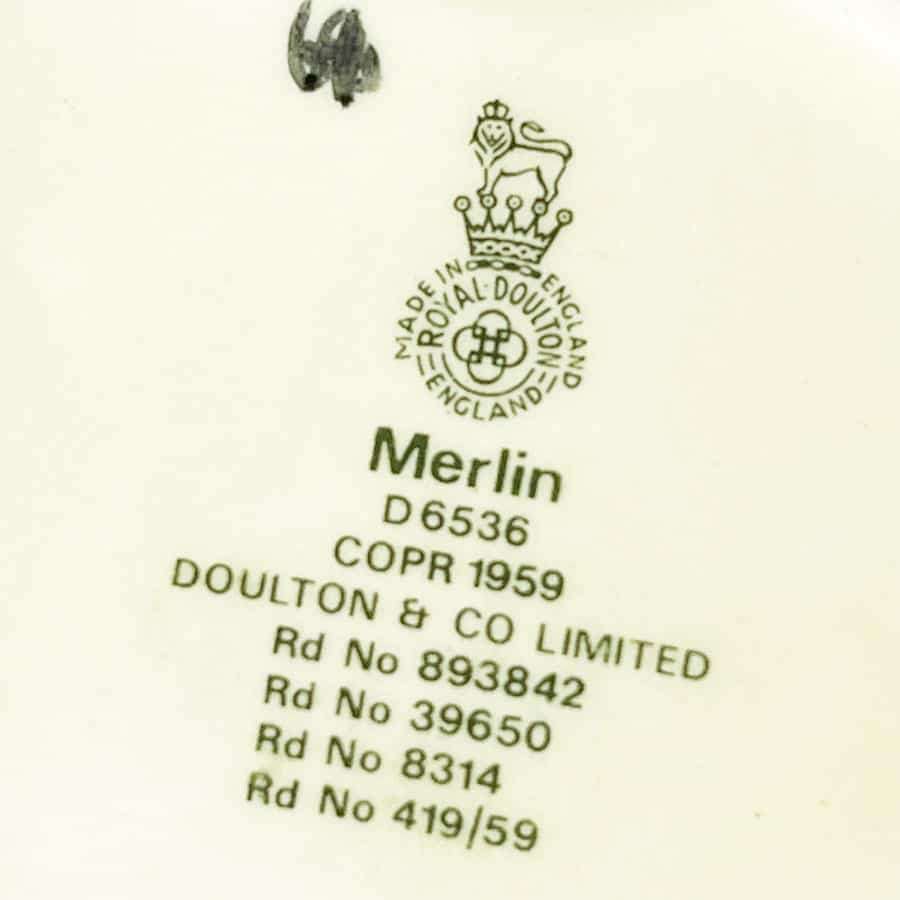 MADE IN ENGLAND
ROYAL·DOULTON
ENGLAND
Merlin
D 6536
COPR 1959
DOULTON & CO LIMITED
Rd No 893842
Rd No 39650
Rd No 8314
Rd No 419/59